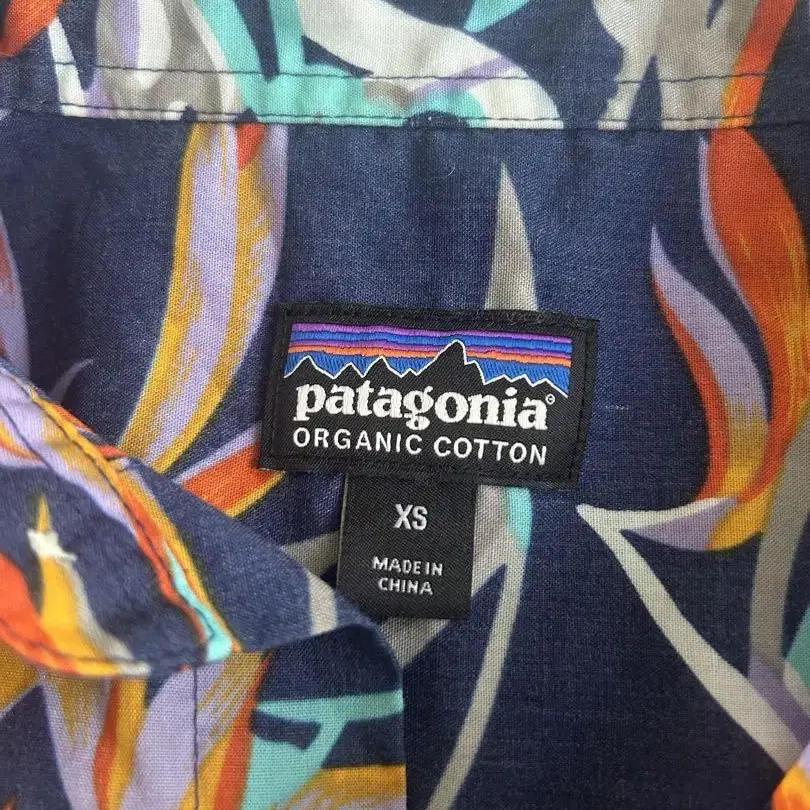 patagonia®
ORGANIC COTTON
XS
MADE IN
CHINA